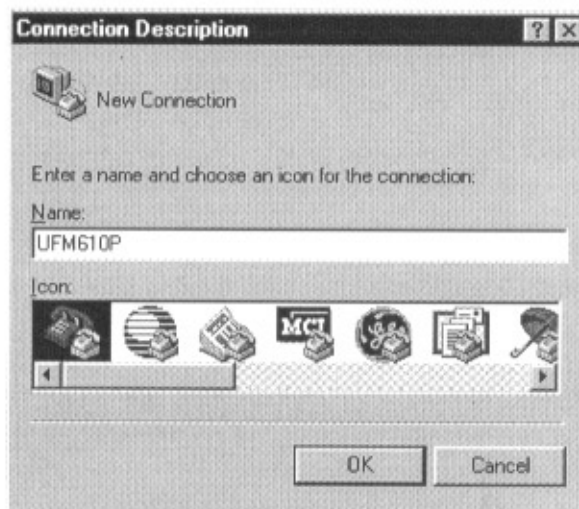 Connection Description
New Connection
Enter a name and choose an icon for the connection:
Name:
UFM610P
Icon:
MCI
OK Cancel